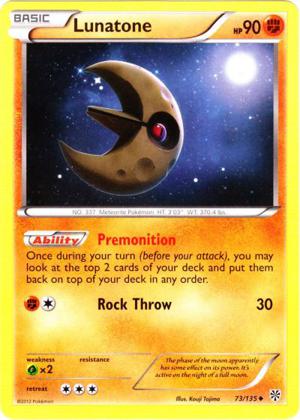 BASIC
Lunatone HP90
NO. 337 Meteorite Pokémon HT: 3'03" WT: 370.4 lbs.
Ability Premonition
Once during your turn (before your attack), you may
look at the top 2 cards of your deck and put them
back on top of your deck in any order.
Rock Throw 30
weakness resistance
×2
retreat
The phase of the moon apparently
has some effect on its power. It's
active on the night of a full moon.
©2012 Pokémon Illus. Kouji Tajima 73/135